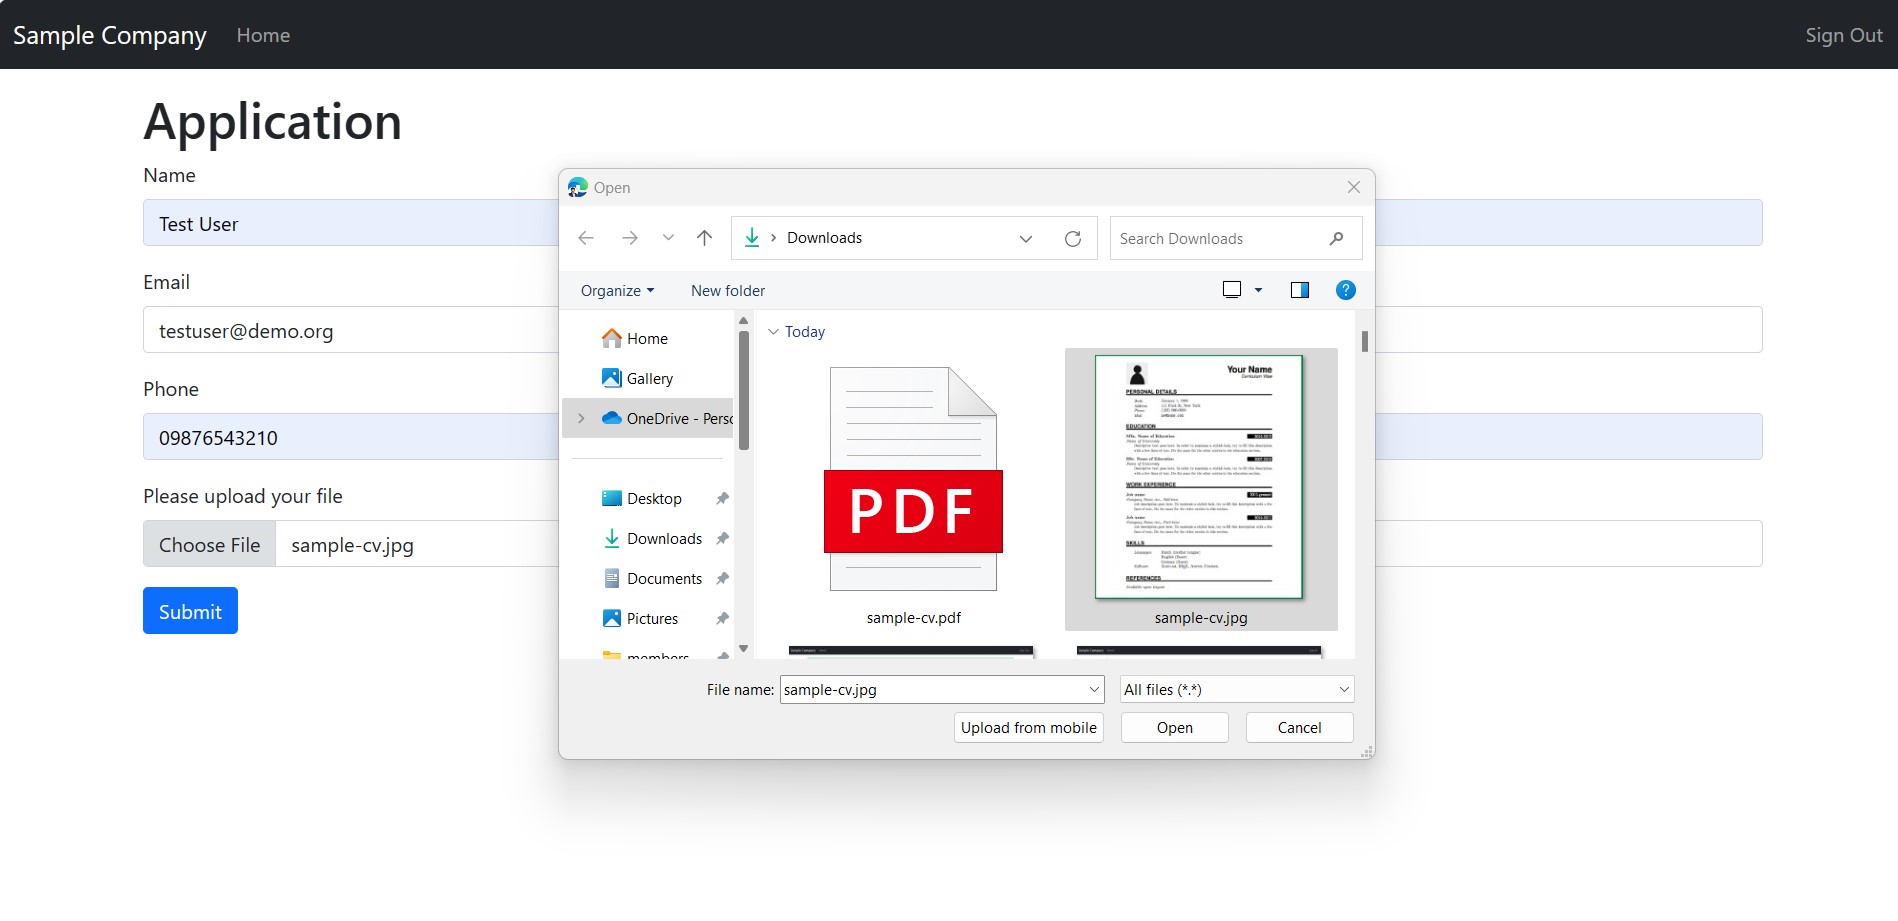 Sample Company Home Sign Out
Application
Name
Test User
Email
testuser@demo.org
Phone
09876543210
Please upload your file
Choose File sample-cv.jpg
Submit
Open
Downloads
Search Downloads
Organize New folder
Home
Gallery
OneDrive - Perso
Desktop
Downloads
Documents
Pictures
members
Today
PDF
sample-cv.pdf
Your Name
Curriculum Vitae
PERSONAL DETAILS
EDUCATION
WORK EXPERIENCE
SKILLS
REFERENCES
sample-cv.jpg
File name: sample-cv.jpg All files (*.*)
Upload from mobile Open Cancel